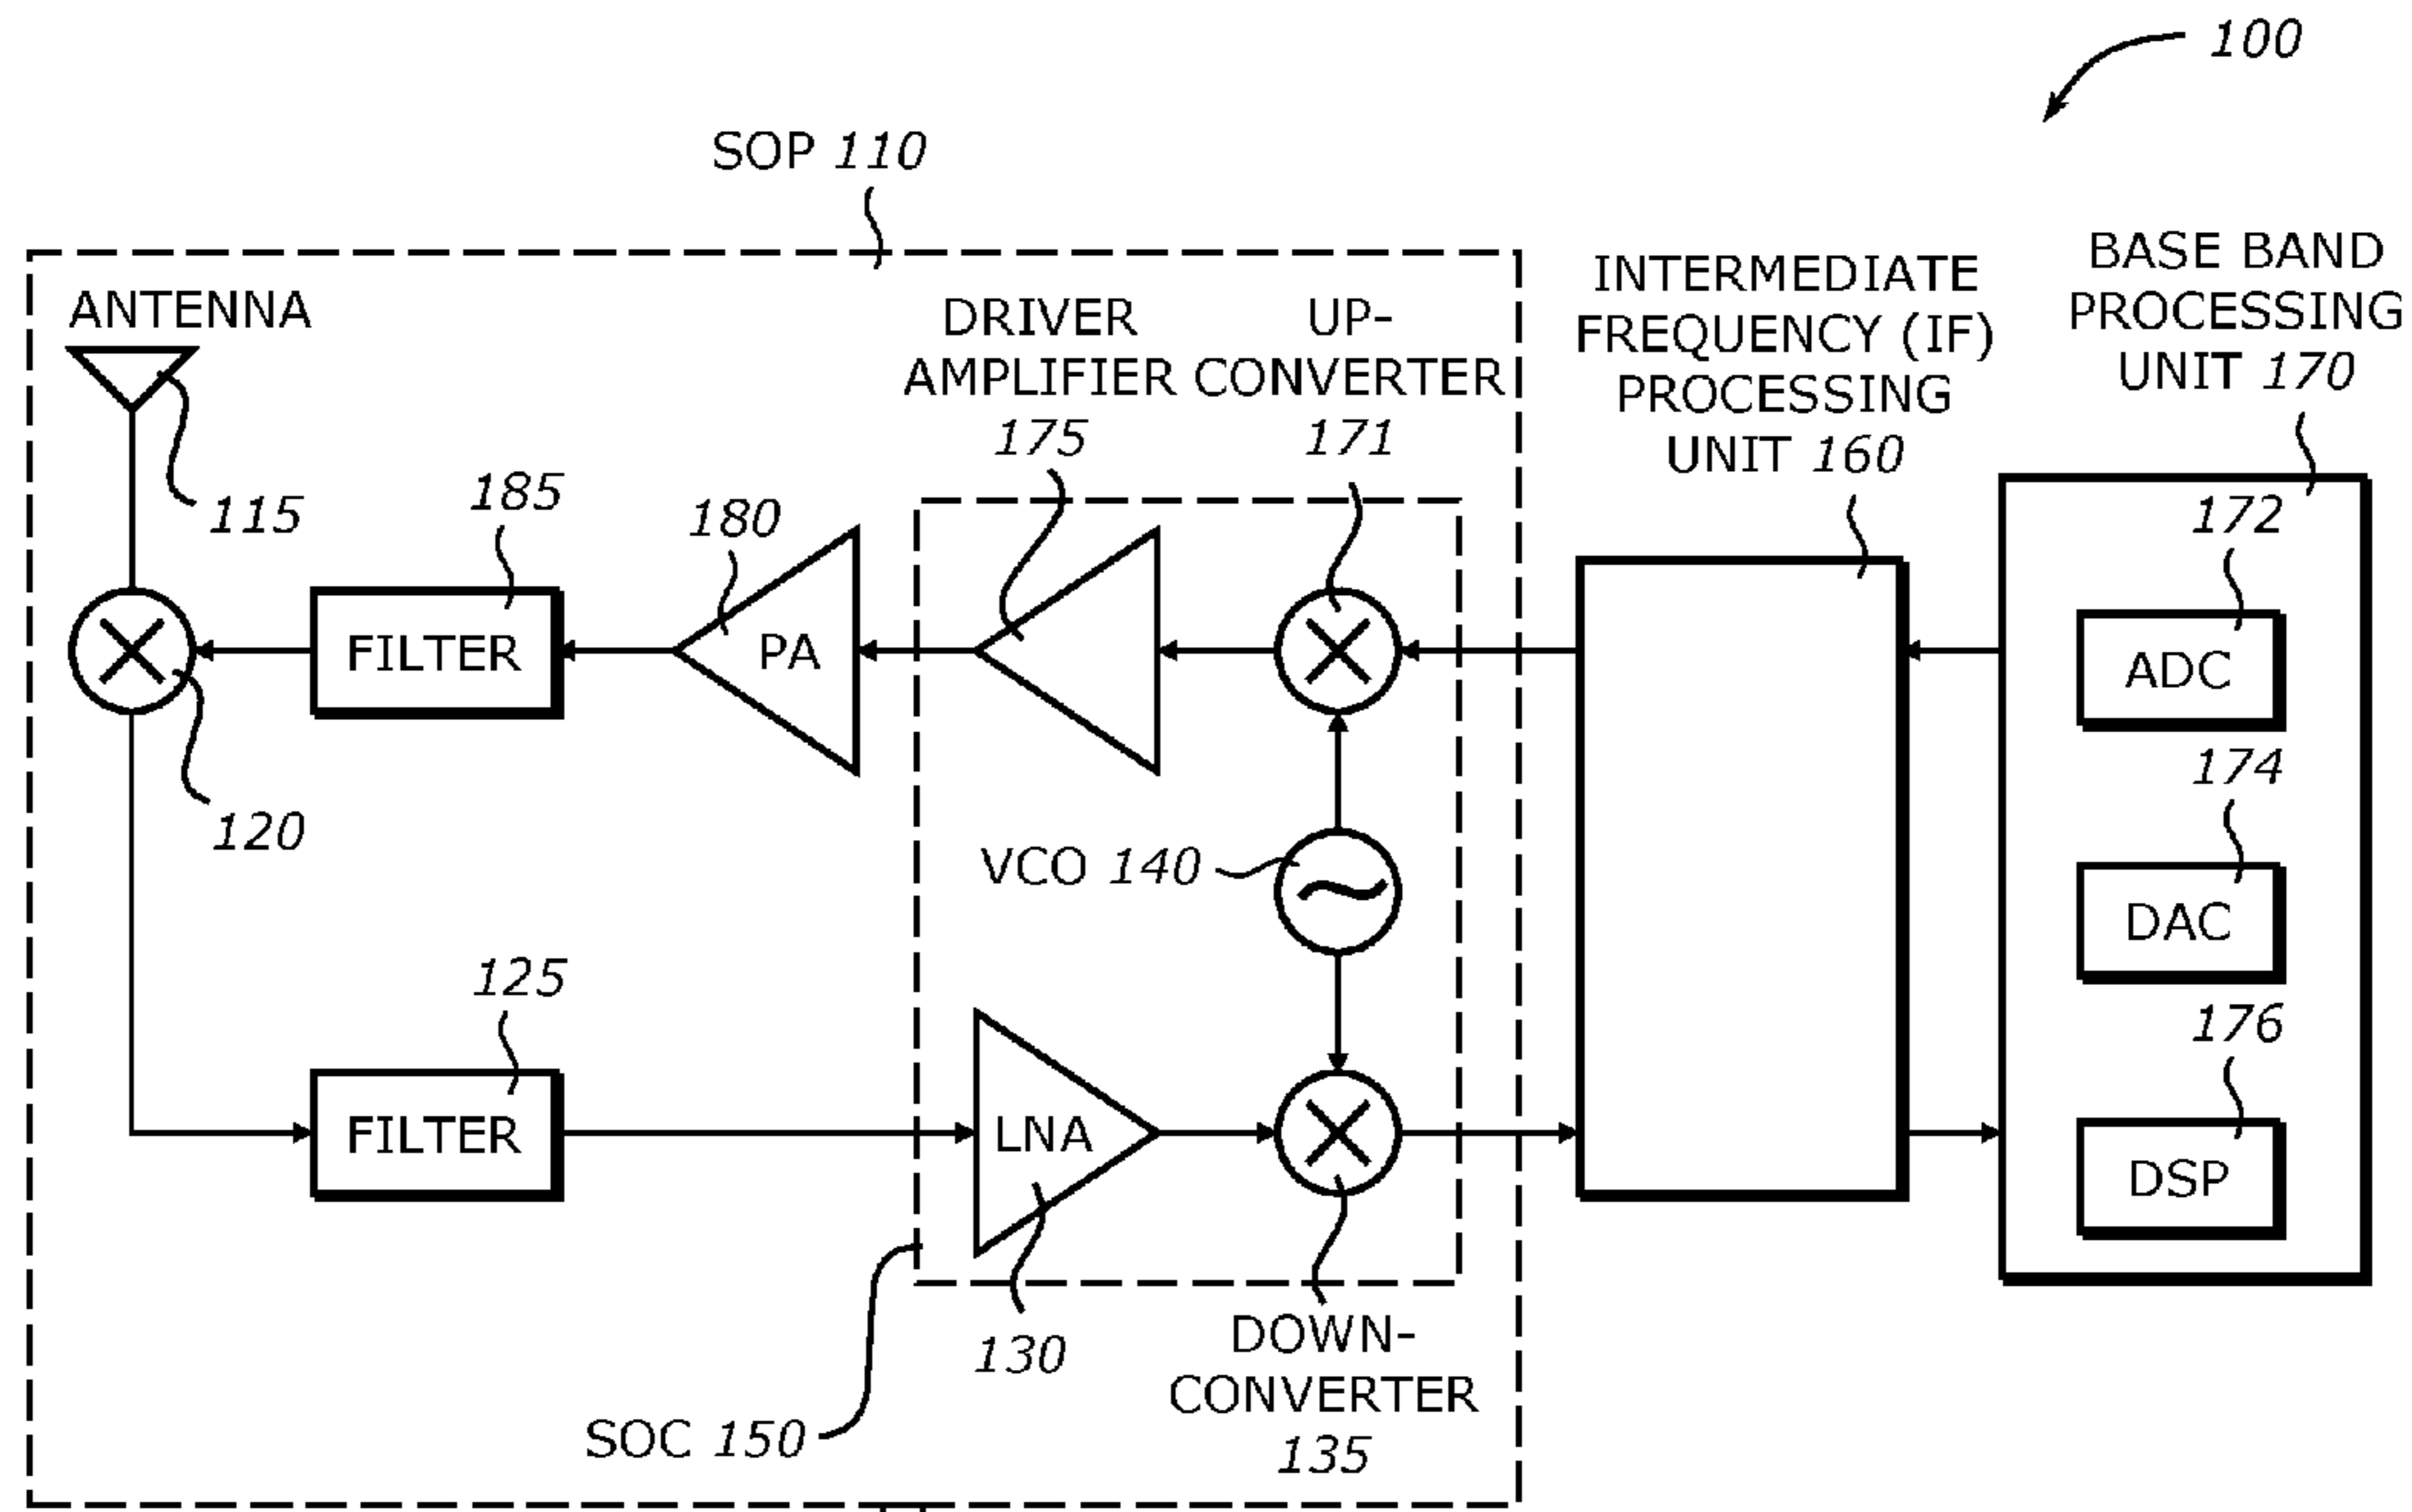 100
SOP 110
ANTENNA
115
DRIVER
AMPLIFIER
175
UP-
CONVERTER
171
INTERMEDIATE
FREQUENCY (IF)
PROCESSING
UNIT 160
BASE BAND
PROCESSING
UNIT 170
185
FILTER
180
PA
120
VCO 140
172
ADC
174
DAC
176
DSP
125
FILTER
LNA
130
DOWN-
CONVERTER
135
SOC 150